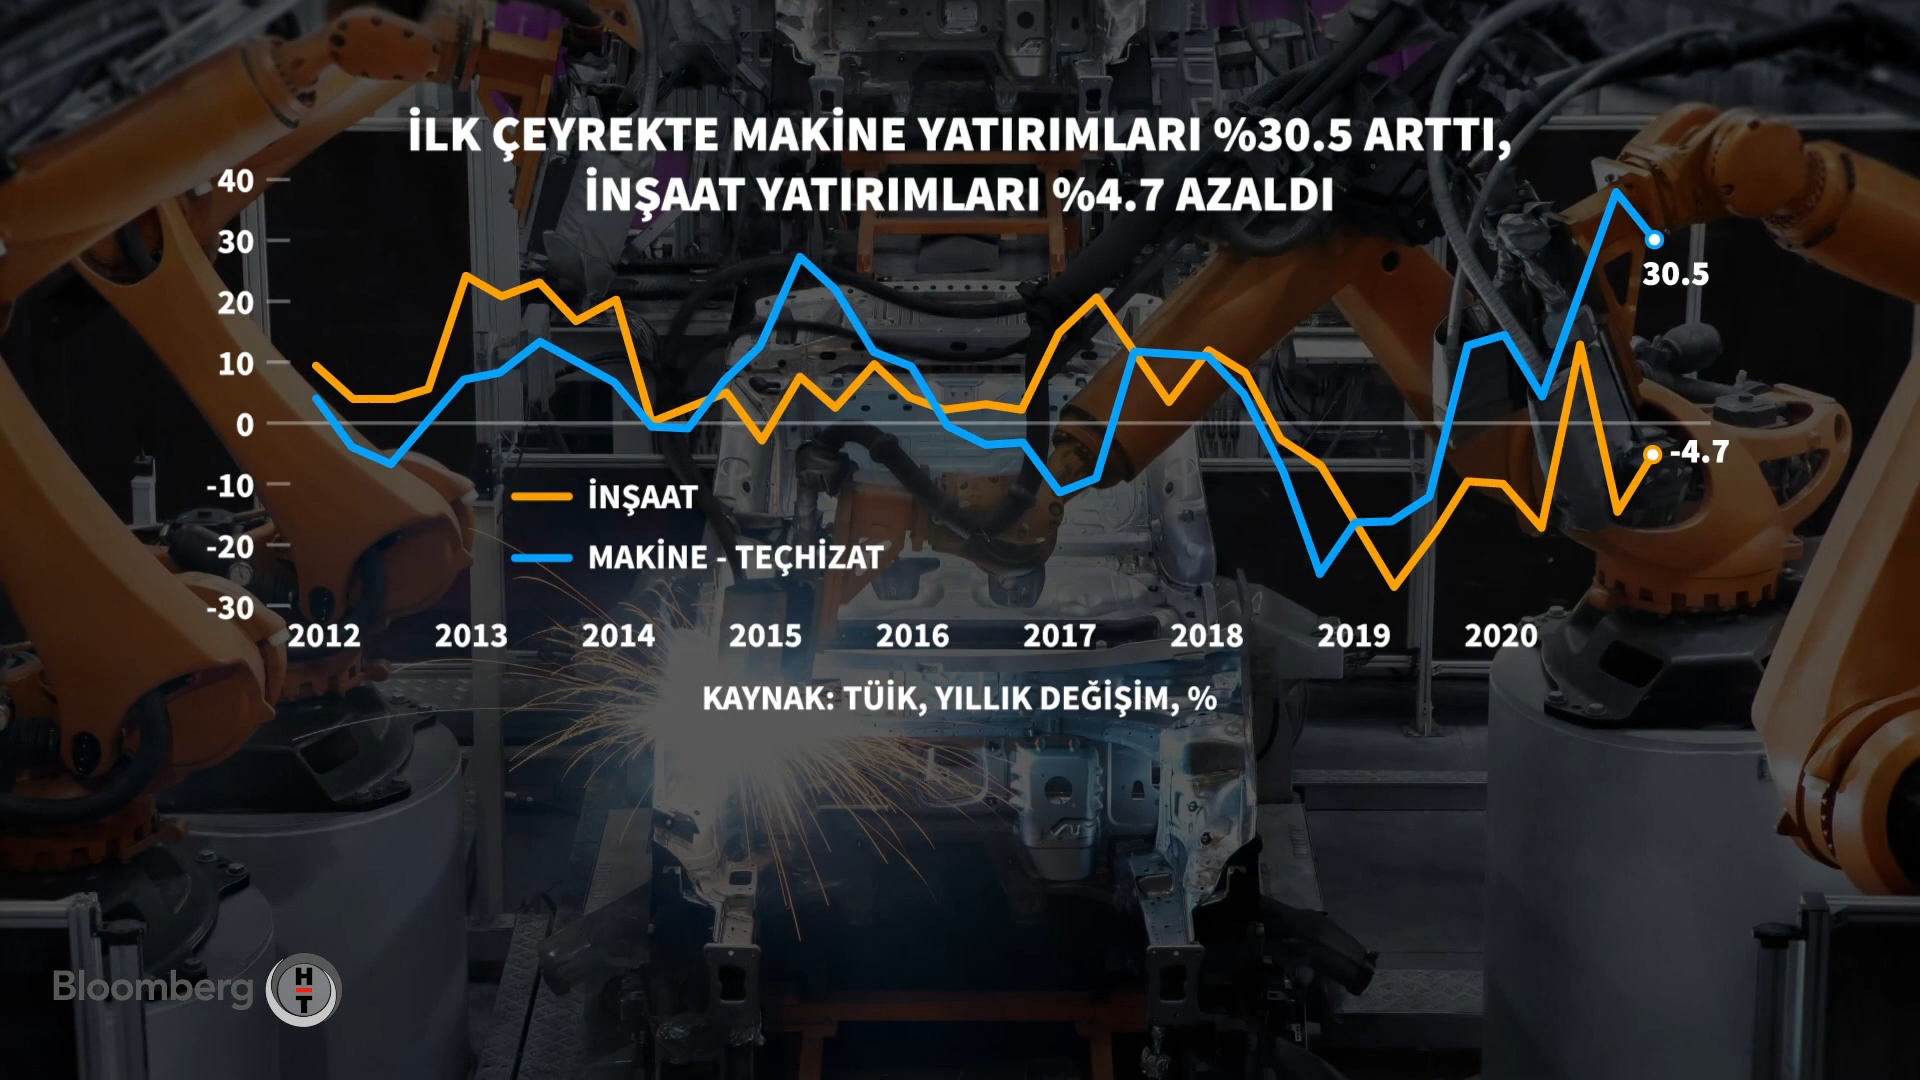 İLK ÇEYREKTE MAKİNE YATIRIMLARI %30.5 ARTTI,
İNŞAAT YATIRIMLARI %4.7 AZALDI
40
30
20
10
0
-10
-20
-30
30.5
-4.7
İNŞAAT
MAKİNE - TEÇHİZAT
2012 2013 2014 2015 2016 2017 2018 2019 2020
KAYNAK: TÜİK, YILLIK DEĞİŞİM, %
Bloomberg HT